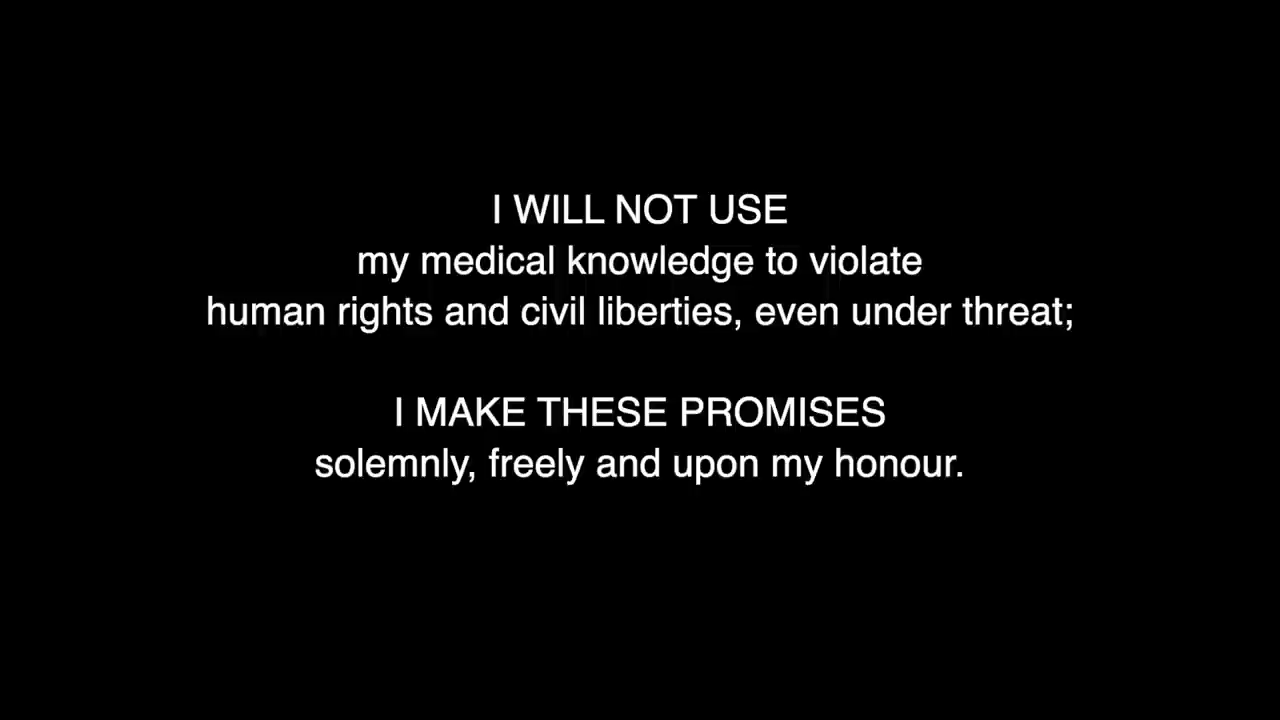 I WILL NOT USE
my medical knowledge to violate
human rights and civil liberties, even under threat;
I MAKE THESE PROMISES
solemnly, freely and upon my honour.